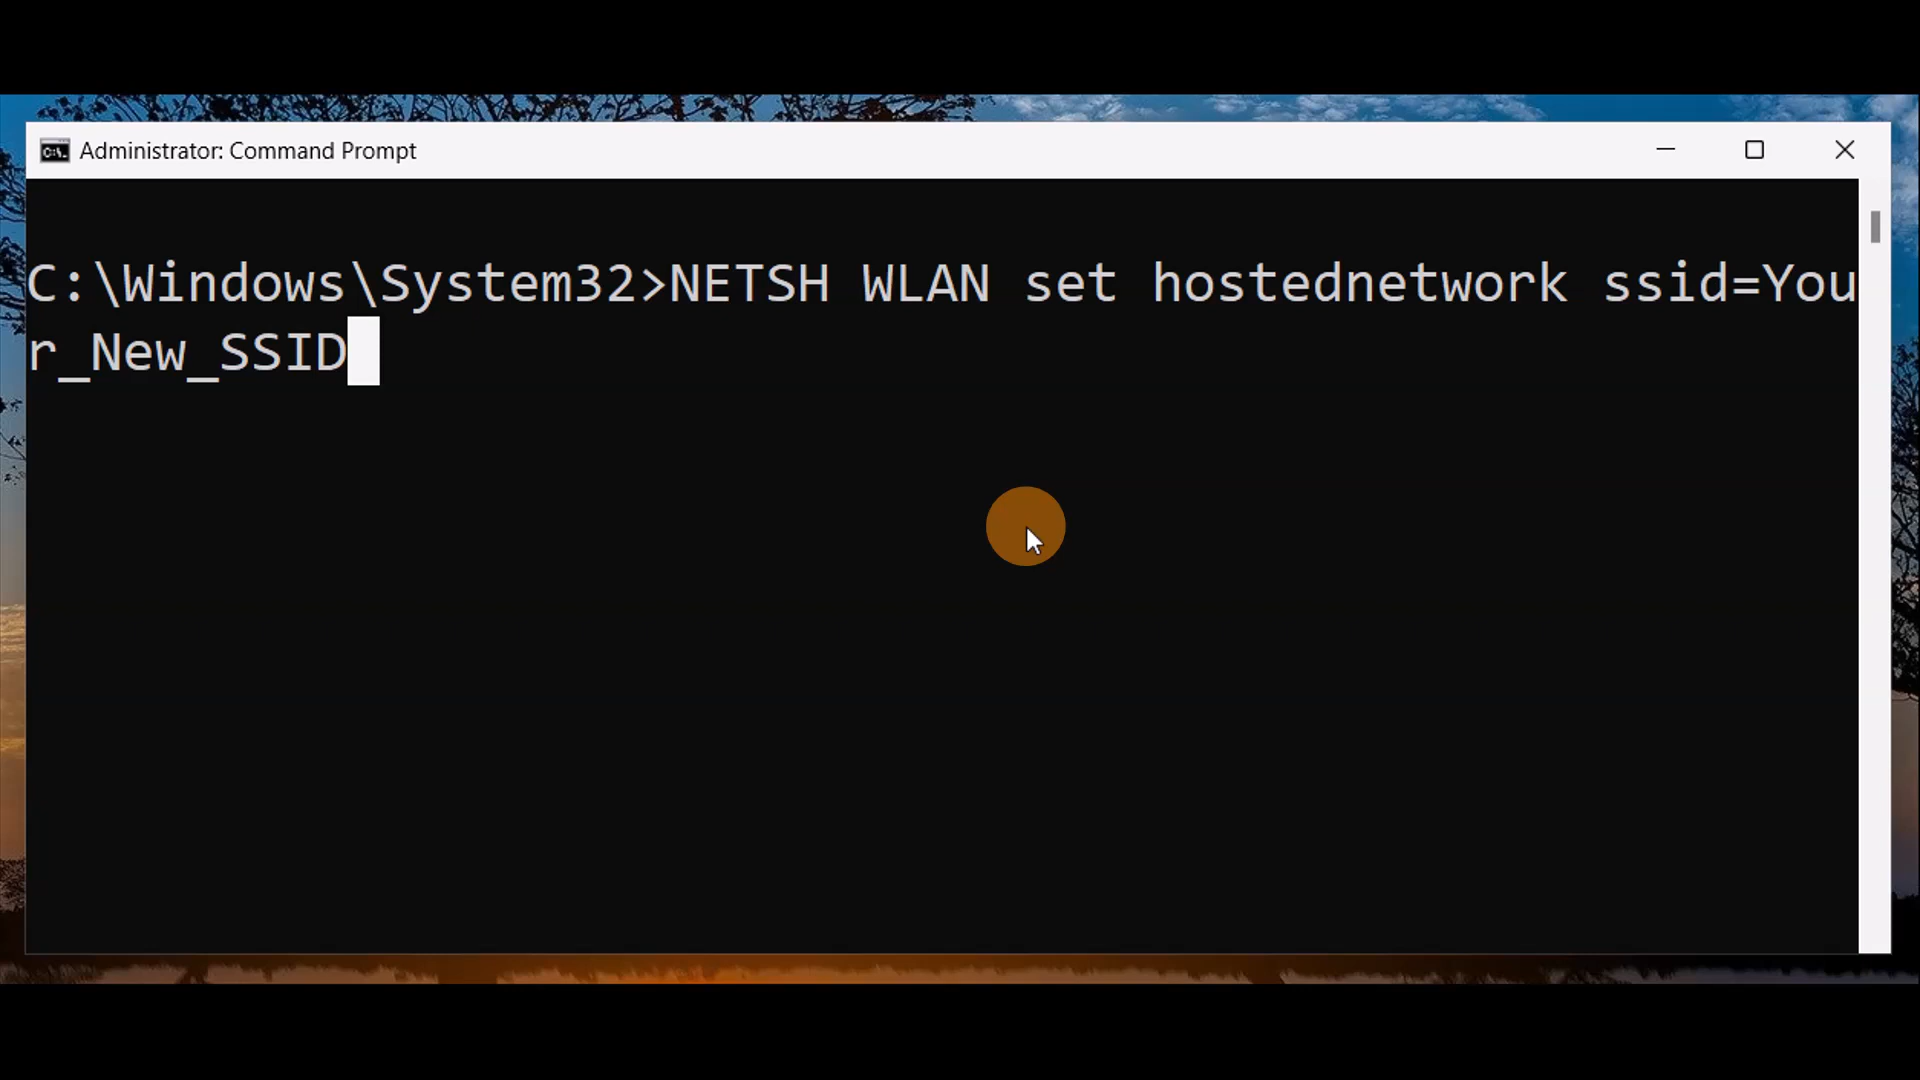 Administrator: Command Prompt
C:\Windows\System32>NETSH WLAN set hostednetwork ssid=You
r_New_SSID